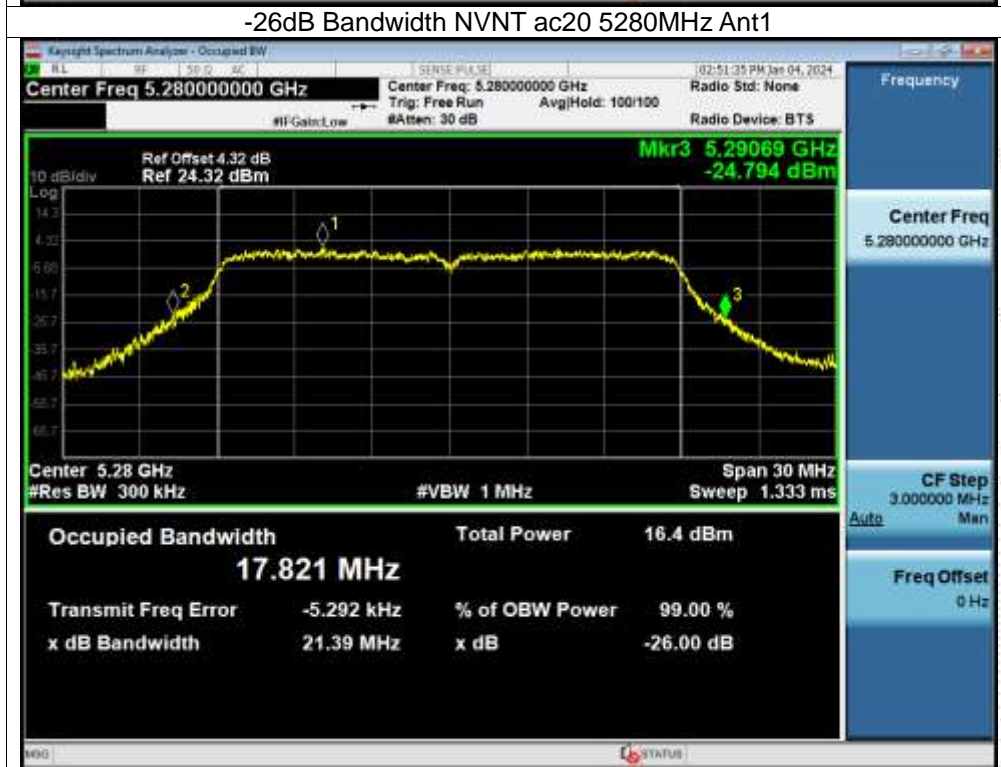 -26dB Bandwidth NVNT ac20 5280MHz Ant1
Keysight Spectrum Analyzer - Occupied BW
RL RF 50 Ω AC SENSE:PULSE 02:51:35 PM Jan 04, 2024
Center Freq 5.280000000 GHz
Center Freq: 5.280000000 GHz
Radio Std: None
Trig: Free Run Avg|Hold: 100/100
#IFGain:Low #Atten: 30 dB Radio Device: BTS
Frequency
Ref Offset 4.32 dB
Mkr3 5.29069 GHz
10 dB/div Ref 24.32 dBm
-24.794 dBm
Log
14.3
4.32
-5.68
-15.7
-25.7
-35.7
-45.7
-55.7
-65.7
1
2
3
Center 5.28 GHz Span 30 MHz
#Res BW 300 kHz #VBW 1 MHz Sweep 1.333 ms
Occupied Bandwidth Total Power 16.4 dBm
17.821 MHz
Transmit Freq Error -5.292 kHz % of OBW Power 99.00 %
x dB Bandwidth 21.39 MHz x dB -26.00 dB
Center Freq
5.280000000 GHz
CF Step
3.000000 MHz
Auto Man
Freq Offset
0 Hz
MSG STATUS